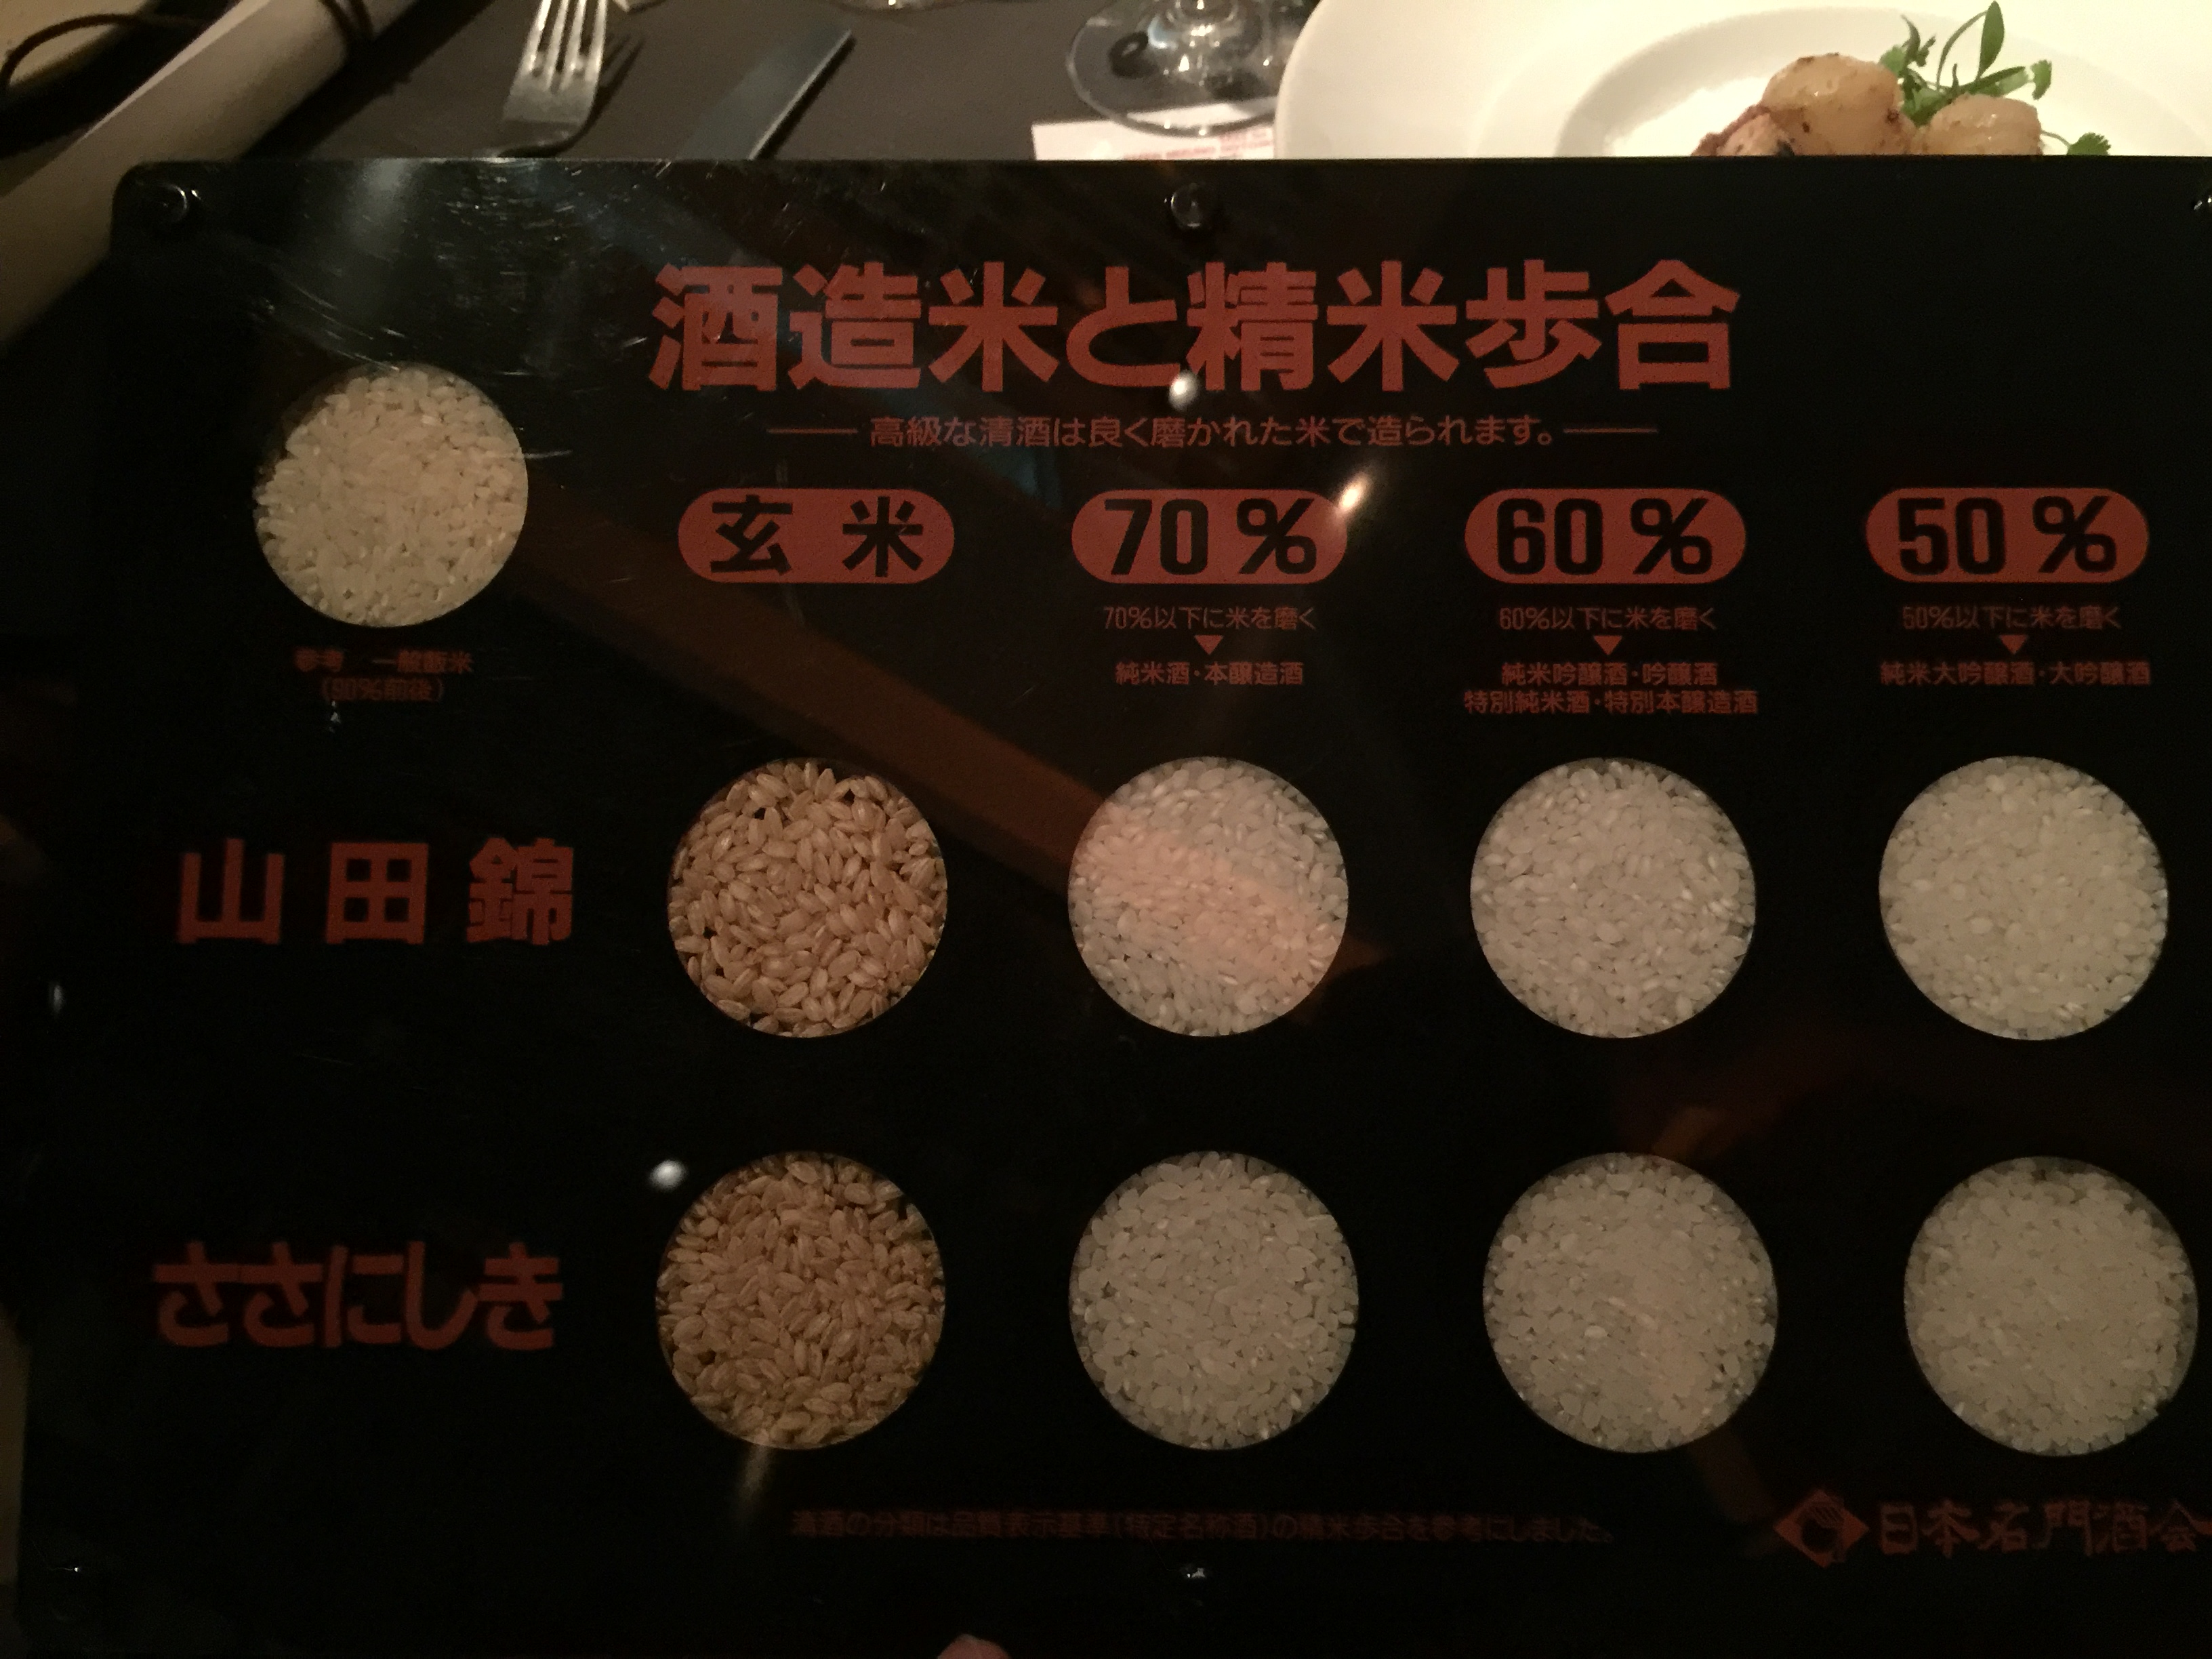 酒造米と精米歩合
高級な清酒は良く磨かれた米で造られます。
玄米
70%
60%
50%
70%以下に米を磨く
60%以下に米を磨く
50%以下に米を磨く
純米酒・本醸造酒
純米吟醸酒・吟醸酒
特別純米酒・特別本醸造酒
純米大吟醸酒・大吟醸酒
参考 一般飯米
(90%前後)
山田錦
ささにしき
清酒の分類は品質表示基準(特定名称酒)の精米歩合を参考にしました。
日本名門酒会